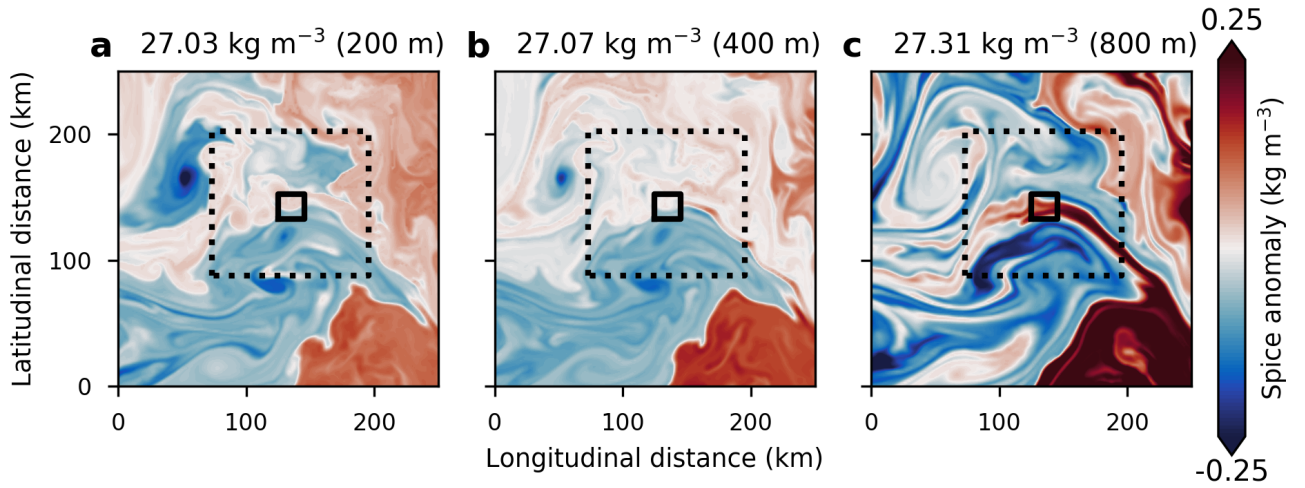 a 27.03 kg m⁻³ (200 m)
b 27.07 kg m⁻³ (400 m)
c 27.31 kg m⁻³ (800 m)
0.25
Latitudinal distance (km)
200
100
0
0 100 200
0 100 200
0 100 200
Longitudinal distance (km)
Spice anomaly (kg m⁻³)
-0.25